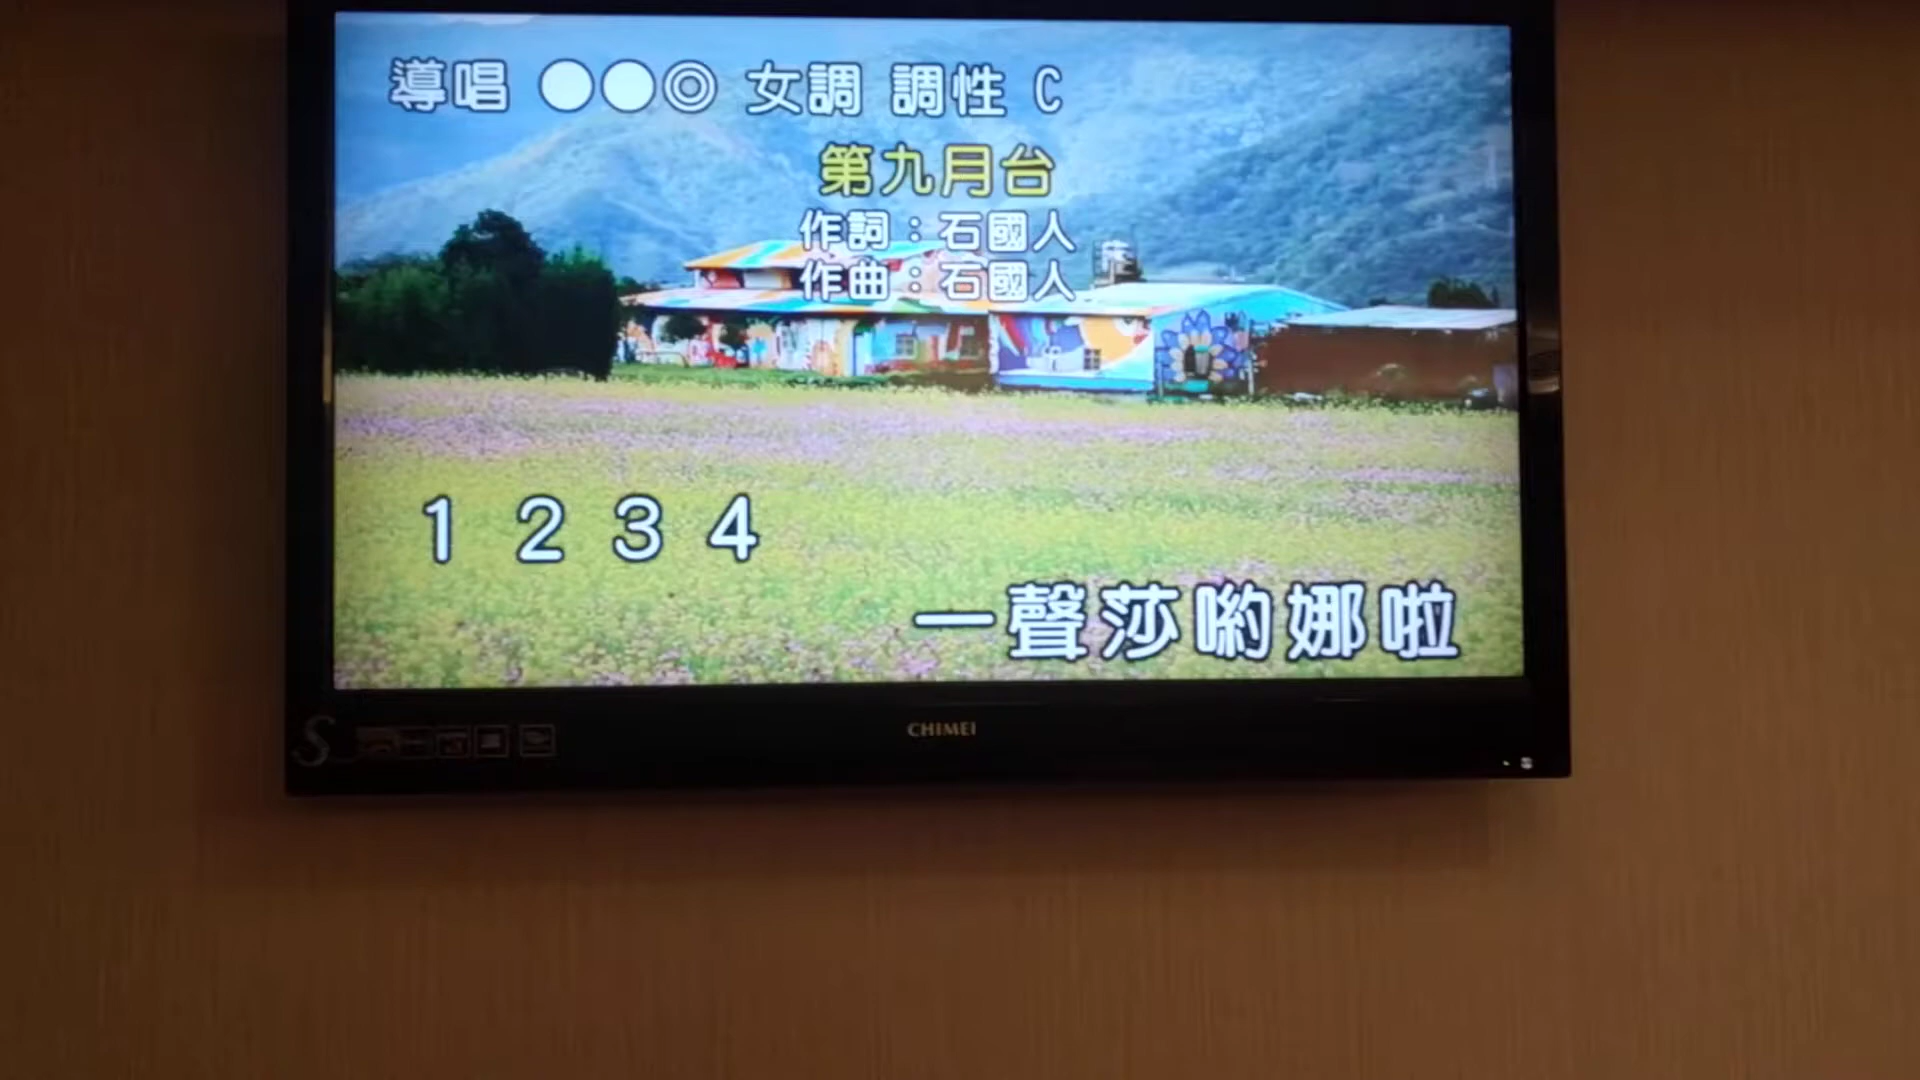 導唱 ●●◎ 女調 調性 C
第九月台
作詞：石國人
作曲：石國人
1 2 3 4
一聲莎喲娜啦
CHIMEI